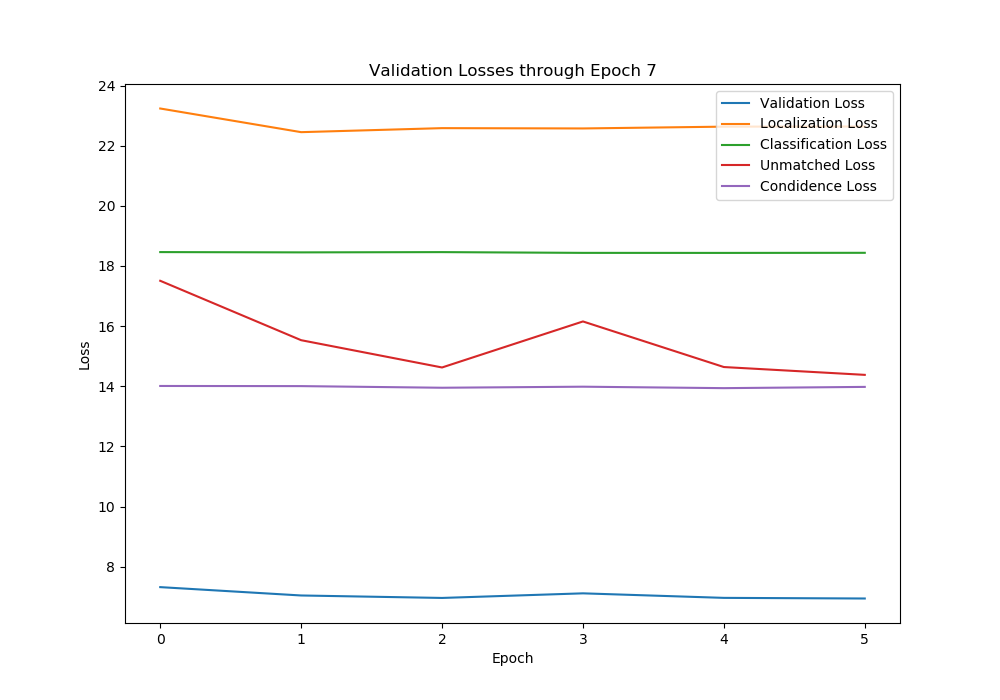 Validation Losses through Epoch 7
24
22
20
18
16
14
12
10
8
Loss
0 1 2 3 4 5
Epoch
Validation Loss
Localization Loss
Classification Loss
Unmatched Loss
Condidence Loss